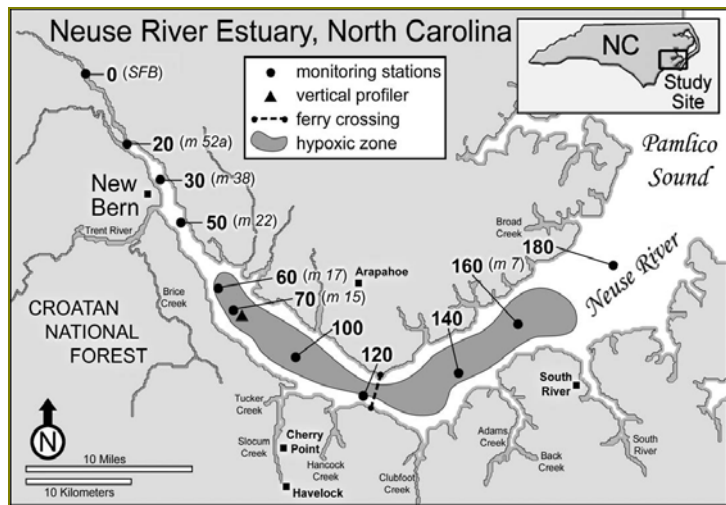 Neuse River Estuary, North Carolina
NC
Study
Site
monitoring stations
vertical profiler
ferry crossing
hypoxic zone
0 (SFB)
20 (m 52a)
30 (m 38)
50 (m 22)
60 (m 17)
70 (m 15)
100
120
140
160 (m 7)
180
New
Bern
Trent River
Brice
Creek
CROATAN
NATIONAL
FOREST
Arapahoe
Broad
Creek
Pamlico
Sound
Neuse River
Tucker
Creek
Slocum
Creek
Cherry
Point
Havelock
Hancock
Creek
Clubfoot
Creek
Adams
Creek
Back
Creek
South
River
South
River
N
10 Miles
10 Kilometers